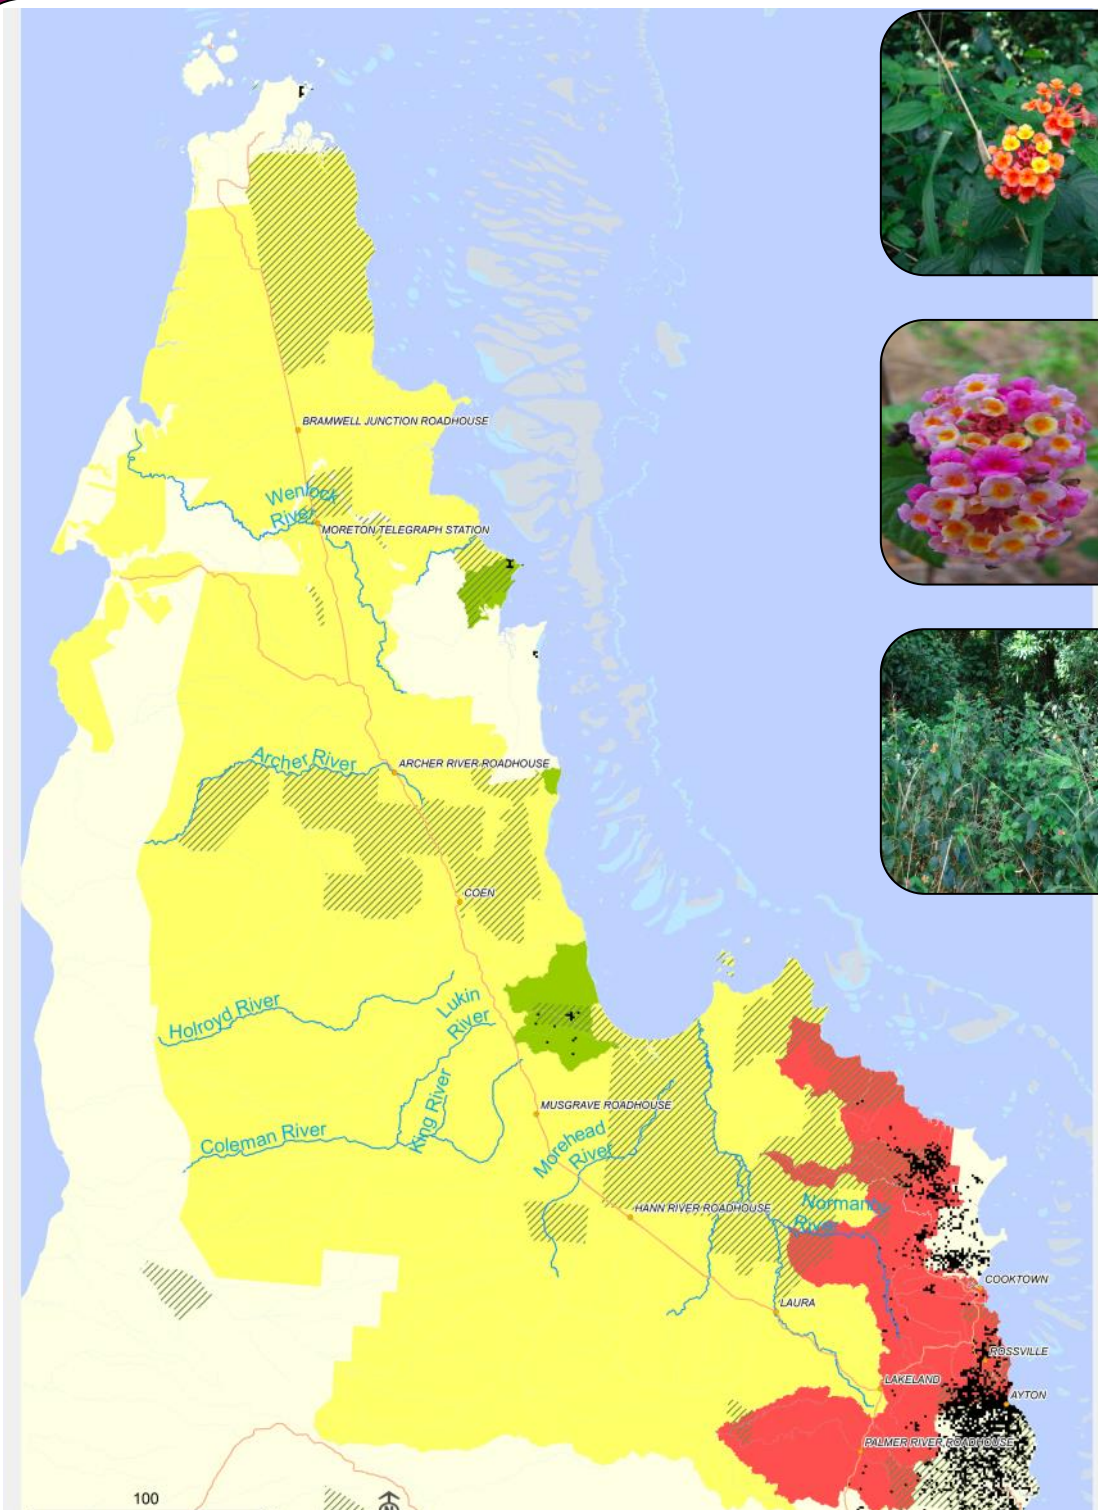 BRAMWELL JUNCTION ROADHOUSE
Wenlock
River
MORETON TELEGRAPH STATION
Archer River
ARCHER RIVER ROADHOUSE
COEN
Holroyd River
Lukin
River
King River
Coleman River
MUSGRAVE ROADHOUSE
Morehead
River
HANN RIVER ROADHOUSE
Normanby
River
COOKTOWN
LAURA
ROSSVILLE
LAKELAND
AYTON
PALMER RIVER ROADHOUSE
100
N